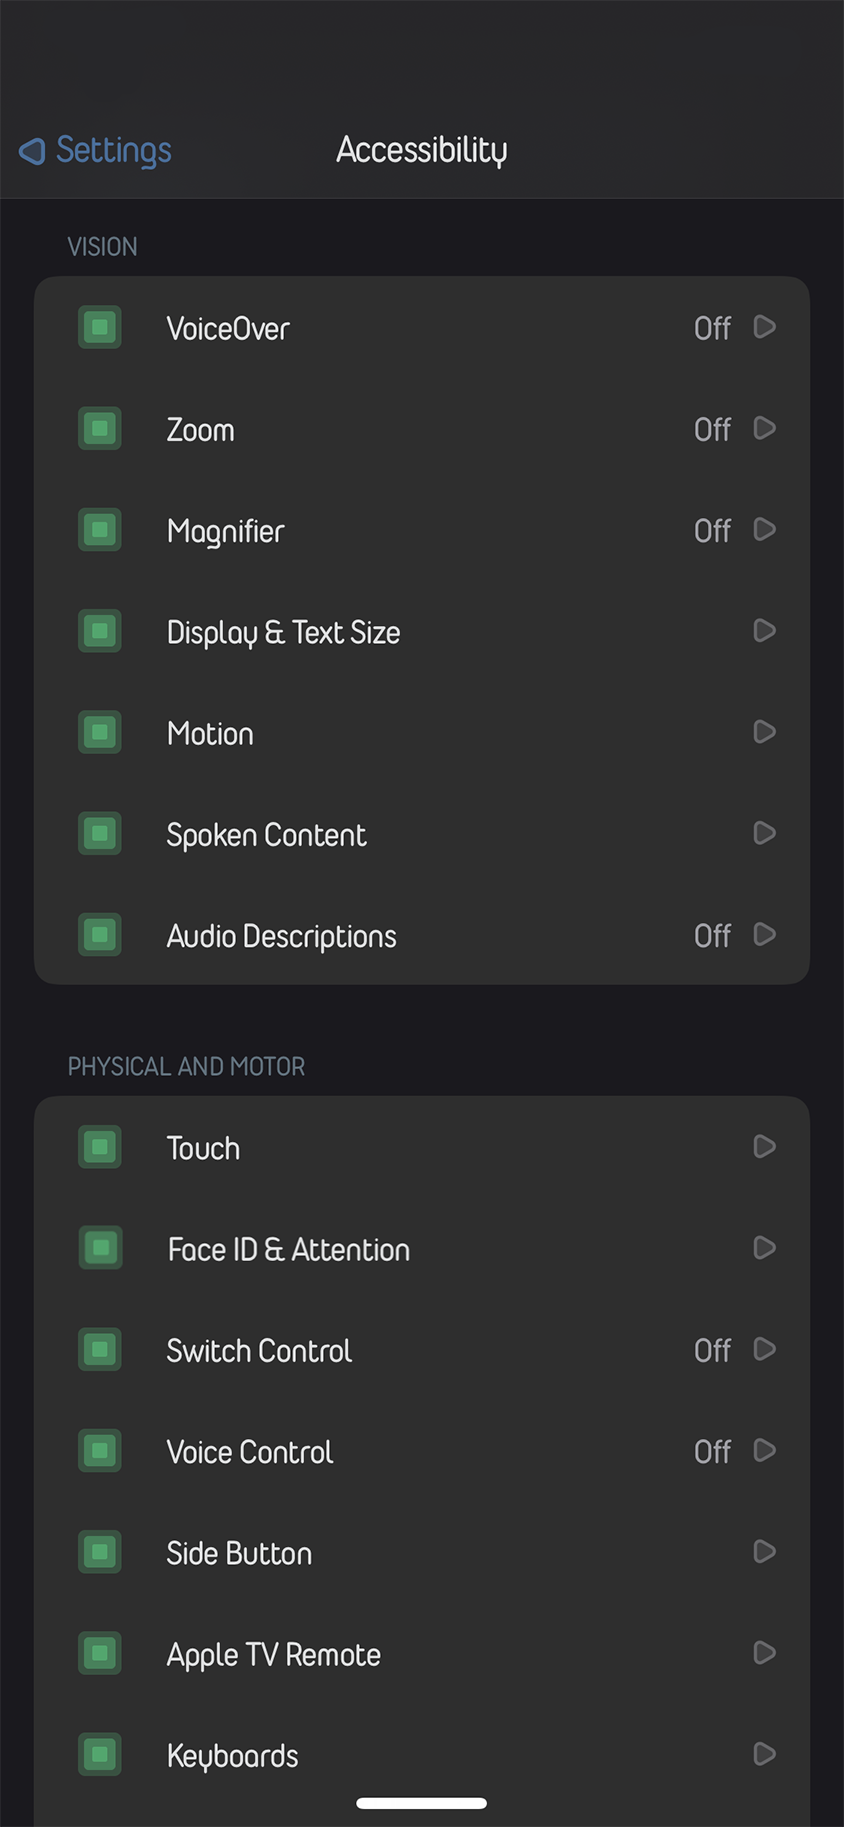 Settings
Accessibility
VISION
VoiceOver Off
Zoom Off
Magnifier Off
Display & Text Size
Motion
Spoken Content
Audio Descriptions Off
PHYSICAL AND MOTOR
Touch
Face ID & Attention
Switch Control Off
Voice Control Off
Side Button
Apple TV Remote
Keyboards